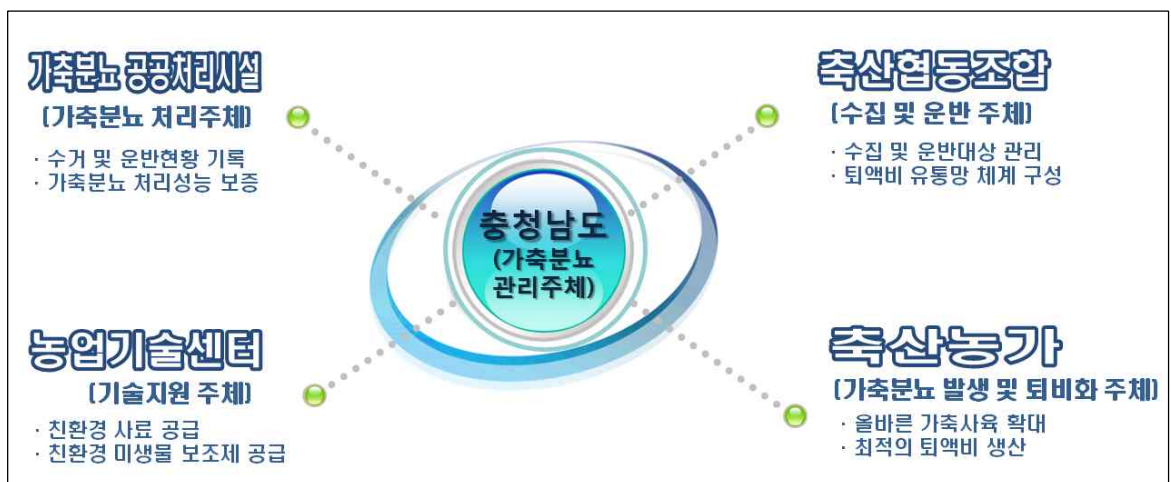 가축분뇨 공공처리시설
(가축분뇨 처리주체)
· 수거 및 운반현황 기록
· 가축분뇨 처리성능 보증
축산협동조합
(수집 및 운반 주체)
· 수집 및 운반대상 관리
· 퇴액비 유통망 체계 구성
충청남도
(가축분뇨
관리주체)
농업기술센터
(기술지원 주체)
· 친환경 사료 공급
· 친환경 미생물 보조제 공급
축산농가
(가축분뇨 발생 및 퇴비화 주체)
· 올바른 가축사육 확대
· 최적의 퇴액비 생산